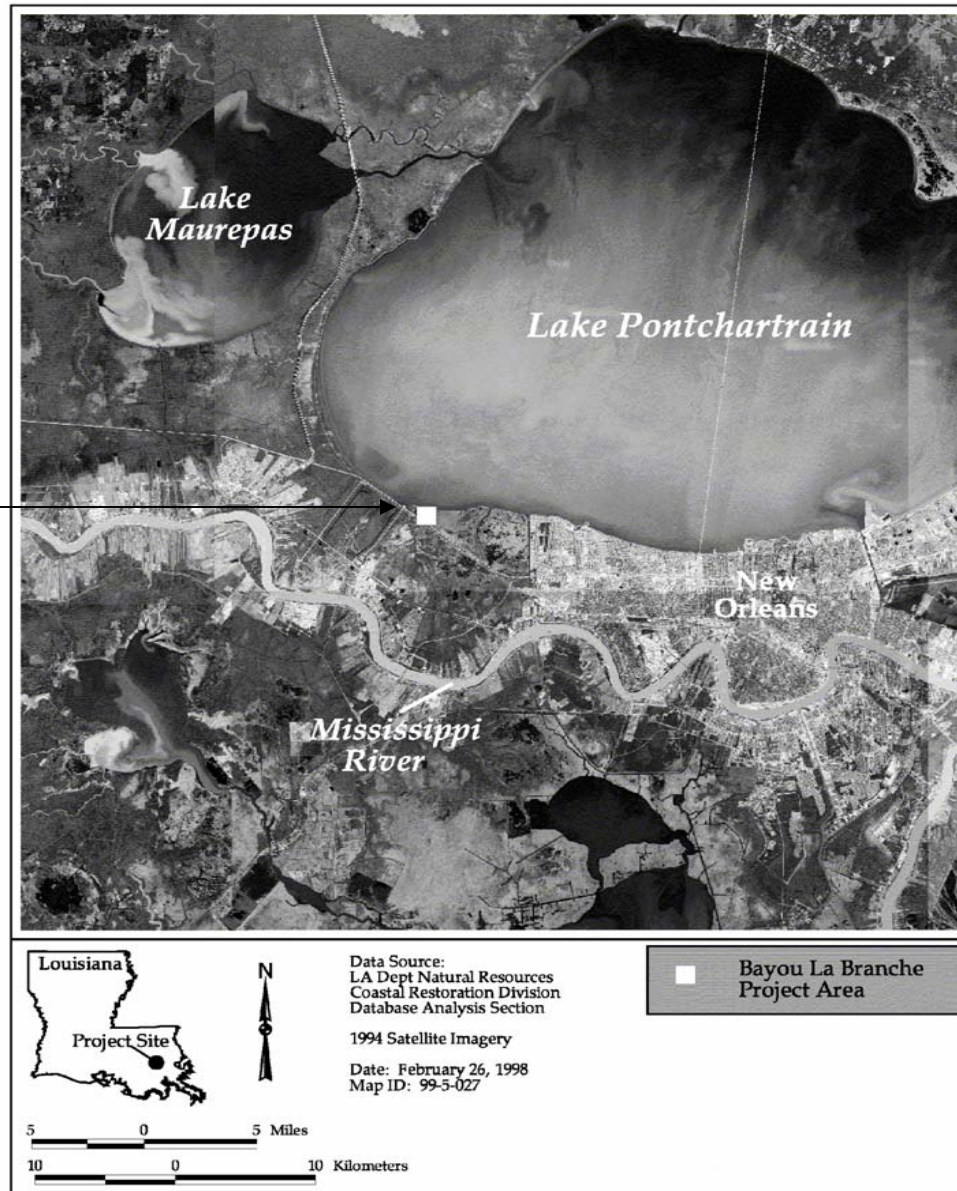 Lake
Maurepas
Lake Pontchartrain
New
Orleans
Mississippi
River
Louisiana
Project Site
N
Data Source:
LA Dept Natural Resources
Coastal Restoration Division
Database Analysis Section
1994 Satellite Imagery
Date: February 26, 1998
Map ID: 99-5-027
Bayou La Branche
Project Area
5 0 5 Miles
10 0 10 Kilometers